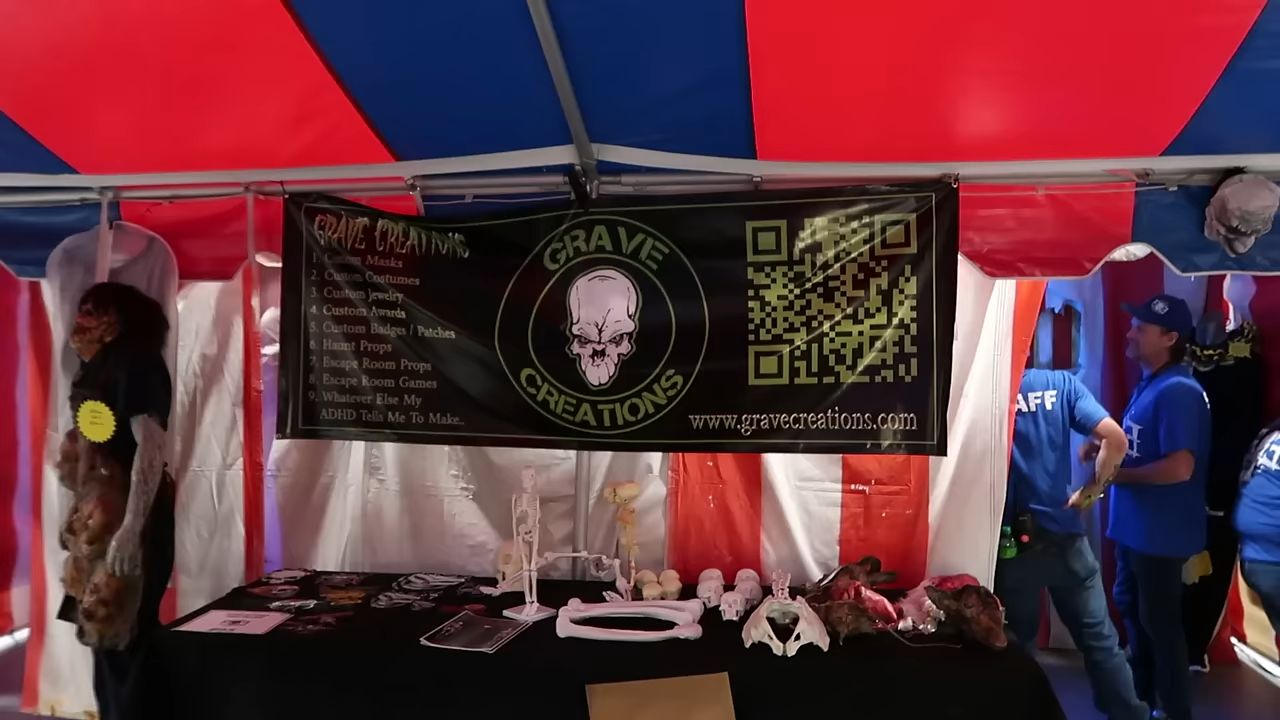 GRAVE CREATIONS
1. Custom Masks
2. Custom Costumes
3. Custom Jewelry
4. Custom Awards
5. Custom Badges / Patches
6. Haunt Props
7. Escape Room Props
8. Escape Room Games
9. Whatever Else My
ADHD Tells Me To Make..
GRAVE
CREATIONS
www.gravecreations.com
AFF